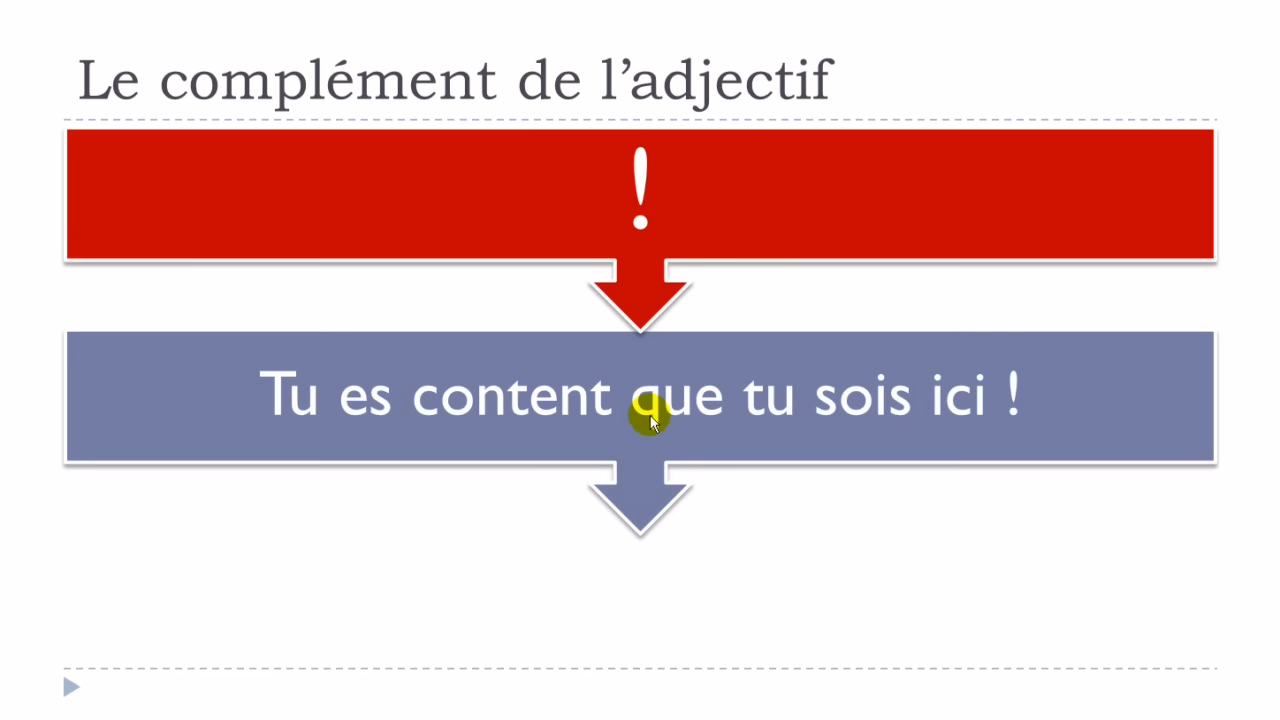 Le complément de l’adjectif
!
Tu es content que tu sois ici !